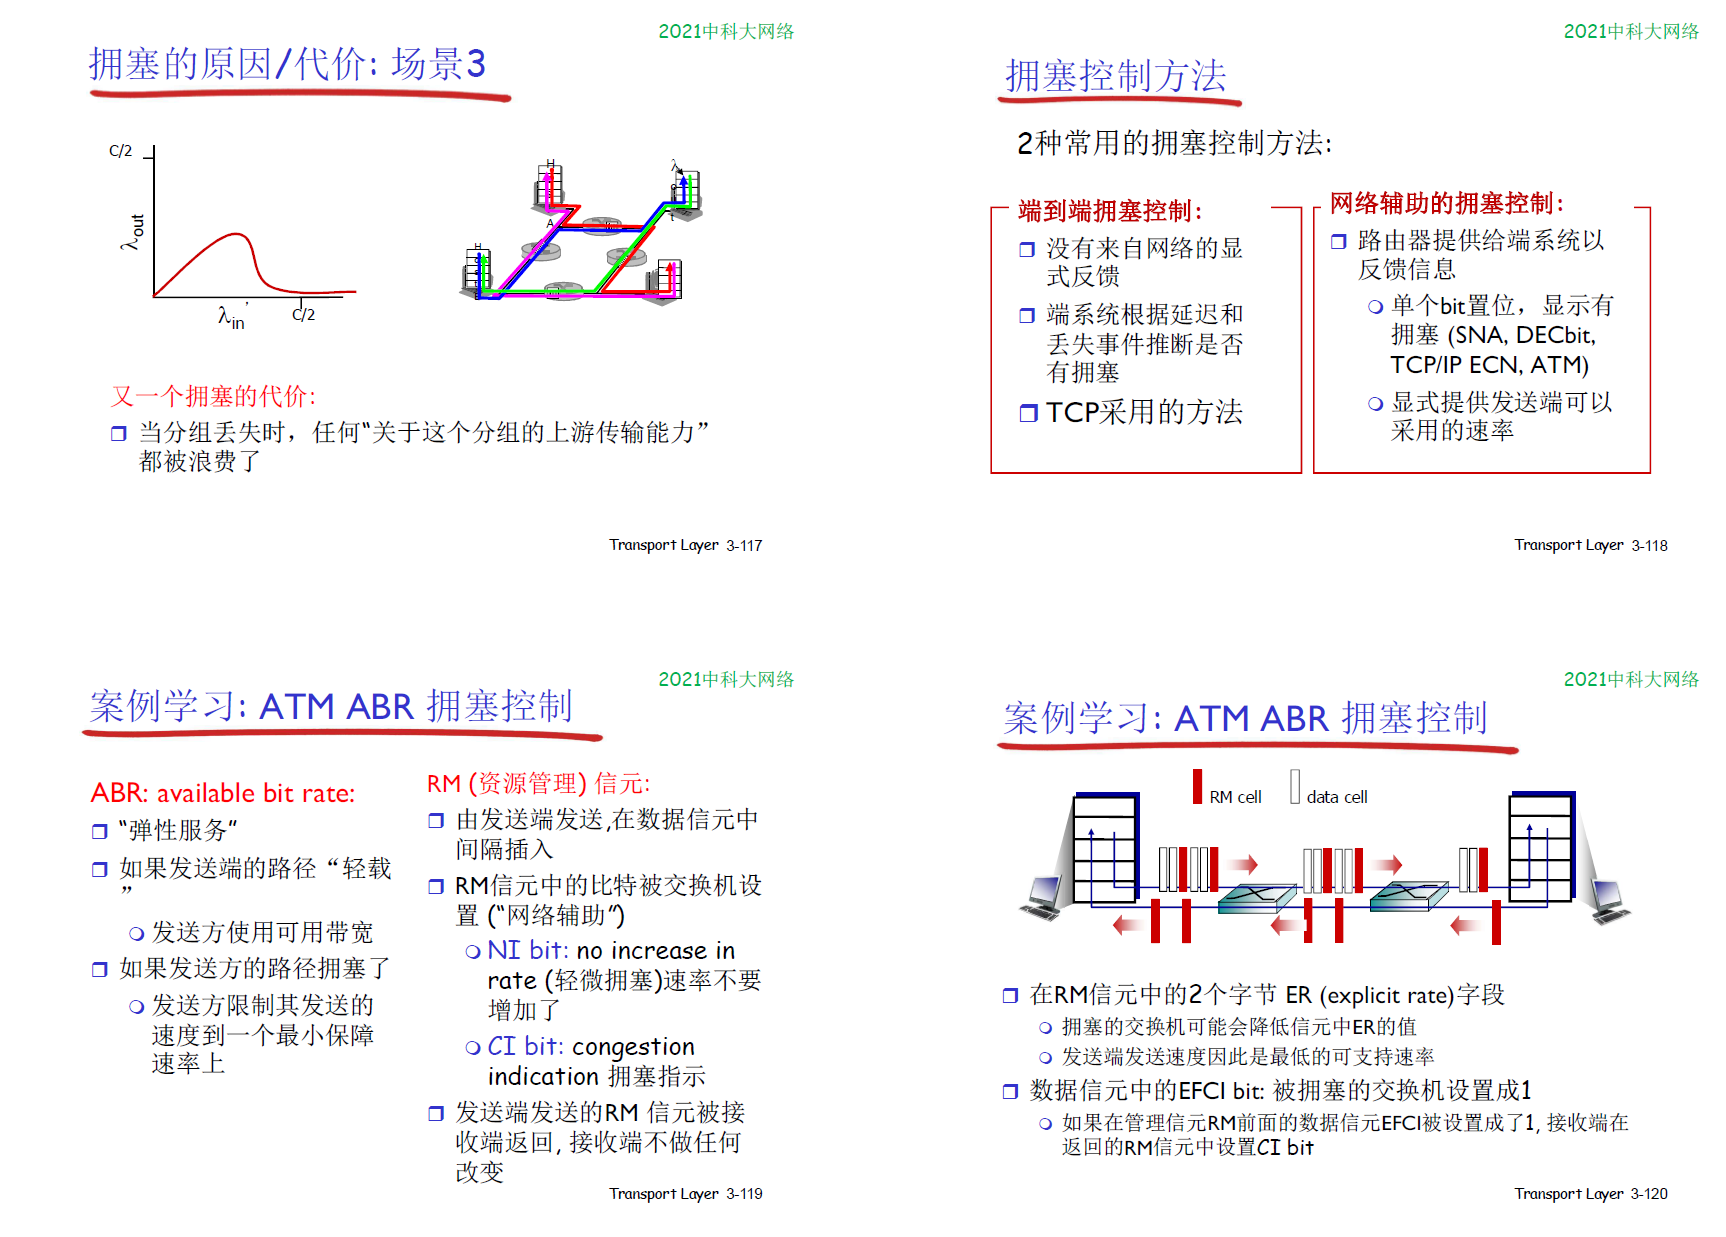 2021中科大网络
拥塞的原因/代价: 场景3
C/2
λout
λin'
C/2
H
λ
A
H
又一个拥塞的代价:
当分组丢失时，任何“关于这个分组的上游传输能力”
都被浪费了
Transport Layer 3-117
2021中科大网络
拥塞控制方法
2种常用的拥塞控制方法:
端到端拥塞控制:
没有来自网络的显
式反馈
端系统根据延迟和
丢失事件推断是否
有拥塞
TCP采用的方法
网络辅助的拥塞控制:
路由器提供给端系统以
反馈信息
单个bit置位，显示有
拥塞 (SNA, DECbit,
TCP/IP ECN, ATM)
显式提供发送端可以
采用的速率
Transport Layer 3-118
2021中科大网络
案例学习: ATM ABR 拥塞控制
ABR: available bit rate:
“弹性服务”
如果发送端的路径“轻载
”
发送方使用可用带宽
如果发送方的路径拥塞了
发送方限制其发送的
速度到一个最小保障
速率上
RM (资源管理) 信元:
由发送端发送,在数据信元中
间隔插入
RM信元中的比特被交换机设
置 (“网络辅助”)
NI bit: no increase in
rate (轻微拥塞)速率不要
增加了
CI bit: congestion
indication 拥塞指示
发送端发送的RM 信元被接
收端返回, 接收端不做任何
改变
Transport Layer 3-119
2021中科大网络
案例学习: ATM ABR 拥塞控制
RM cell
data cell
在RM信元中的2个字节 ER (explicit rate)字段
拥塞的交换机可能会降低信元中ER的值
发送端发送速度因此是最低的可支持速率
数据信元中的EFCI bit: 被拥塞的交换机设置成1
如果在管理信元RM前面的数据信元EFCI被设置成了1, 接收端在
返回的RM信元中设置CI bit
Transport Layer 3-120